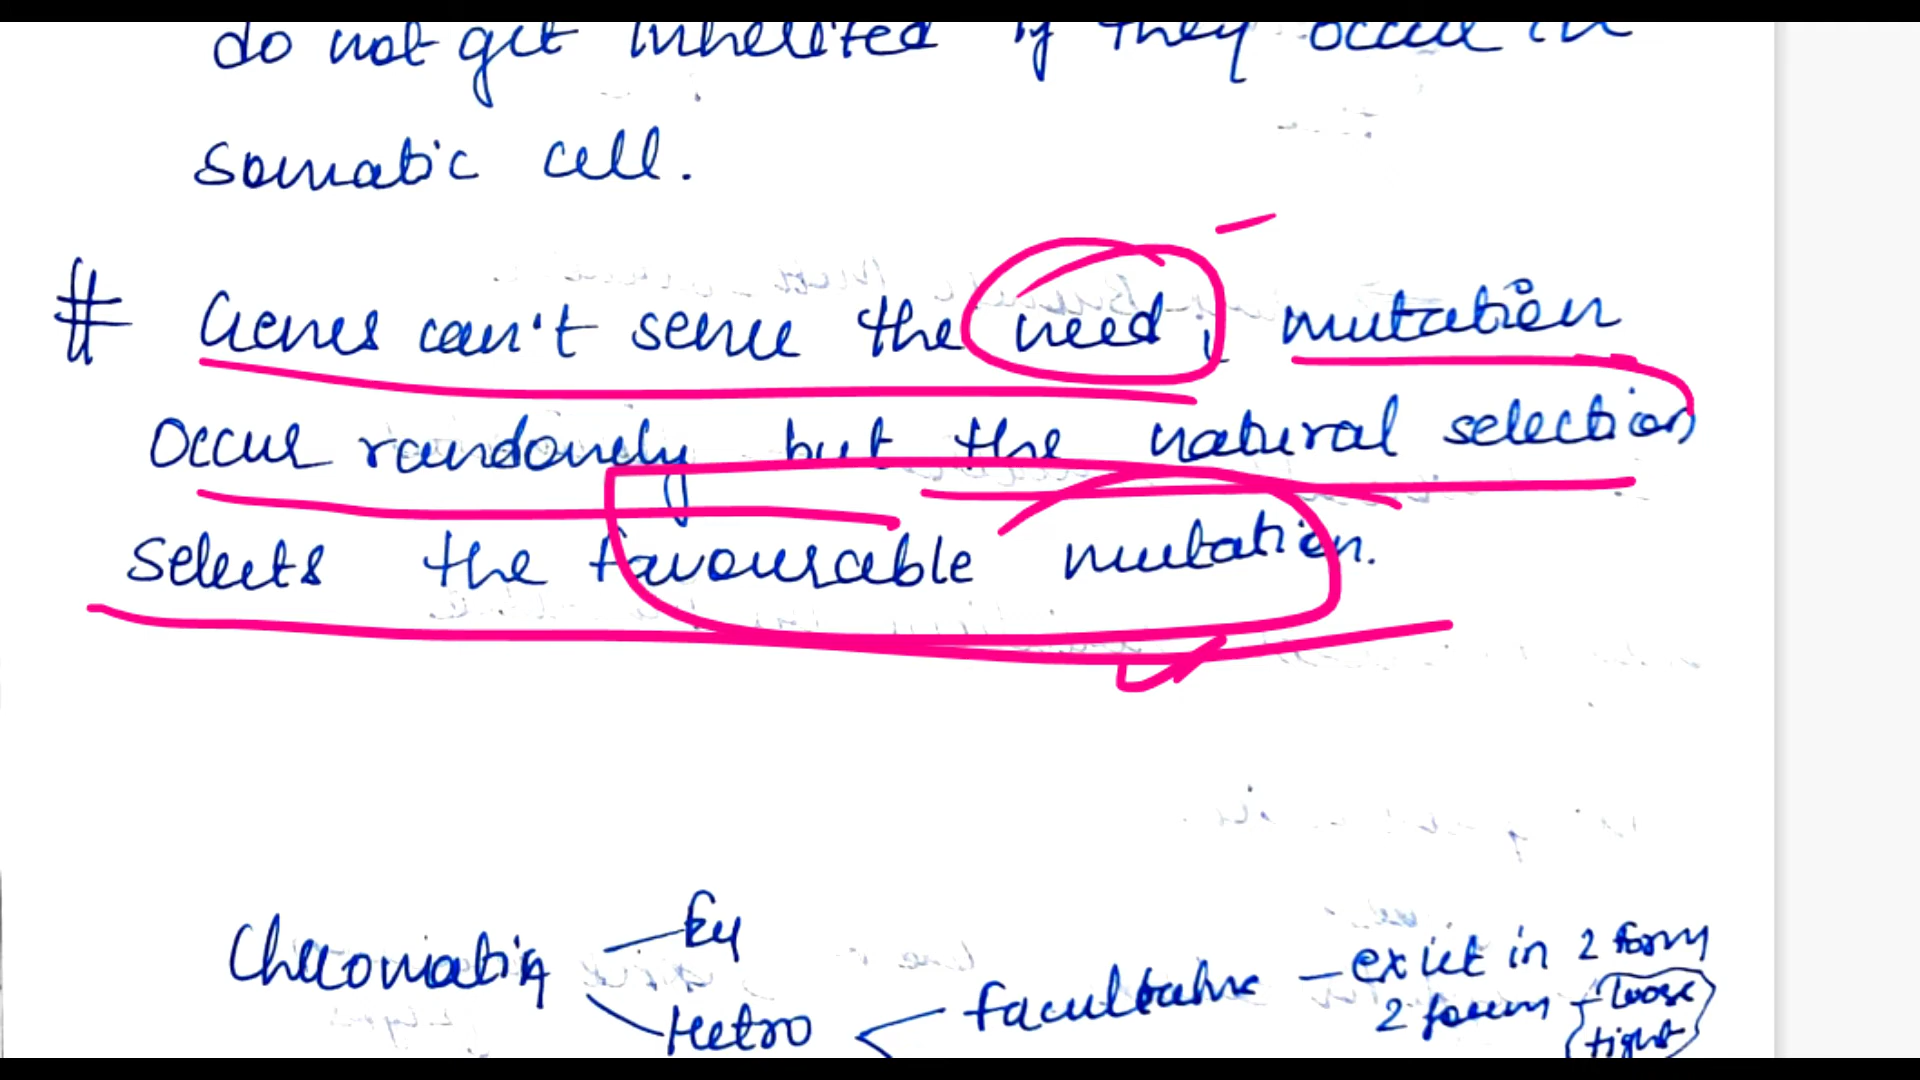 do not get inherited if they occur in
somatic cell.
# Genes can't sense the need, mutation
occur randomly but the natural selection
selects the favourable mutation.
Chromatin - Eu
Hetro - facultative - exist in 2 form
2 form - loose
tight